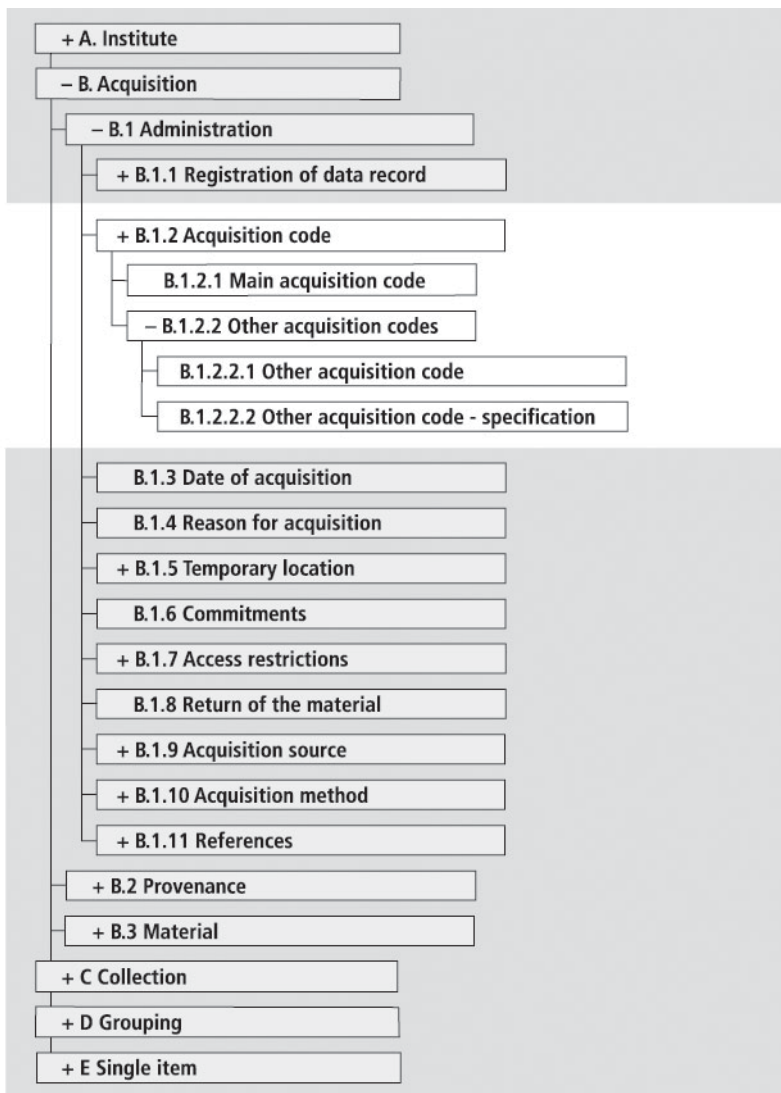 + A. Institute
– B. Acquisition
– B.1 Administration
+ B.1.1 Registration of data record
+ B.1.2 Acquisition code
B.1.2.1 Main acquisition code
– B.1.2.2 Other acquisition codes
B.1.2.2.1 Other acquisition code
B.1.2.2.2 Other acquisition code - specification
B.1.3 Date of acquisition
B.1.4 Reason for acquisition
+ B.1.5 Temporary location
B.1.6 Commitments
+ B.1.7 Access restrictions
B.1.8 Return of the material
+ B.1.9 Acquisition source
+ B.1.10 Acquisition method
+ B.1.11 References
+ B.2 Provenance
+ B.3 Material
+ C Collection
+ D Grouping
+ E Single item